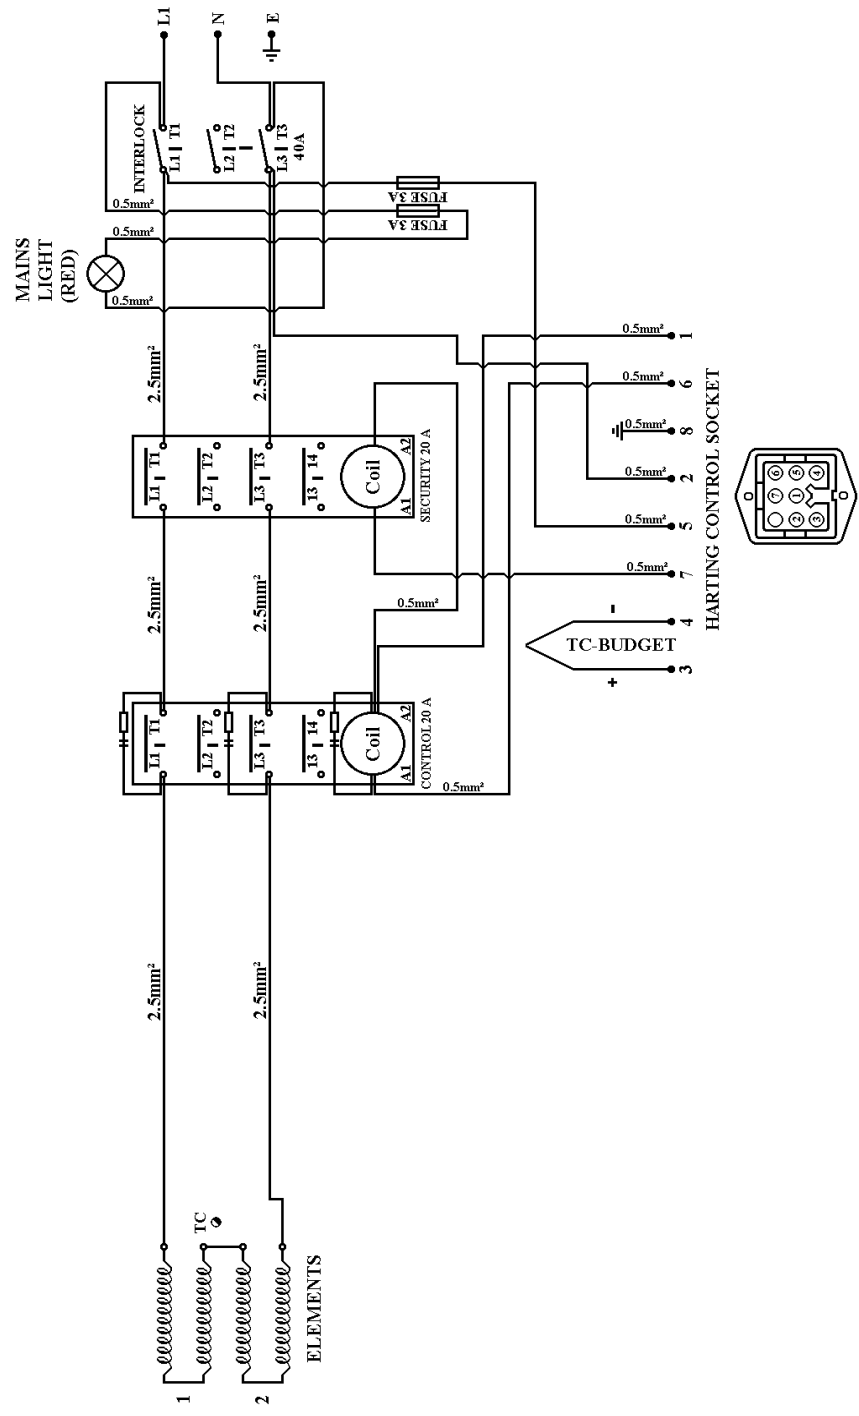 L1
N
E
INTERLOCK
L1 T1
L2 T2
L3 T3
40A
FUSE 3A
FUSE 3A
0.5mm²
0.5mm²
0.5mm²
MAINS
LIGHT
(RED)
2.5mm²
2.5mm²
L1 T1
L2 T2
L3 T3
13 14
Coil
A1 A2
SECURITY 20 A
2.5mm²
2.5mm²
0.5mm²
L1 T1
L2 T2
L3 T3
13 14
Coil
A1 A2
CONTROL 20 A
0.5mm²
2.5mm²
2.5mm²
TC
ELEMENTS
1
2
0.5mm² 1
0.5mm² 6
0.5mm² 8
0.5mm² 2
0.5mm² 5
0.5mm² 7
- 4
TC-BUDGET
+ 3
HARTING CONTROL SOCKET
6 5 4
7 1
2 3